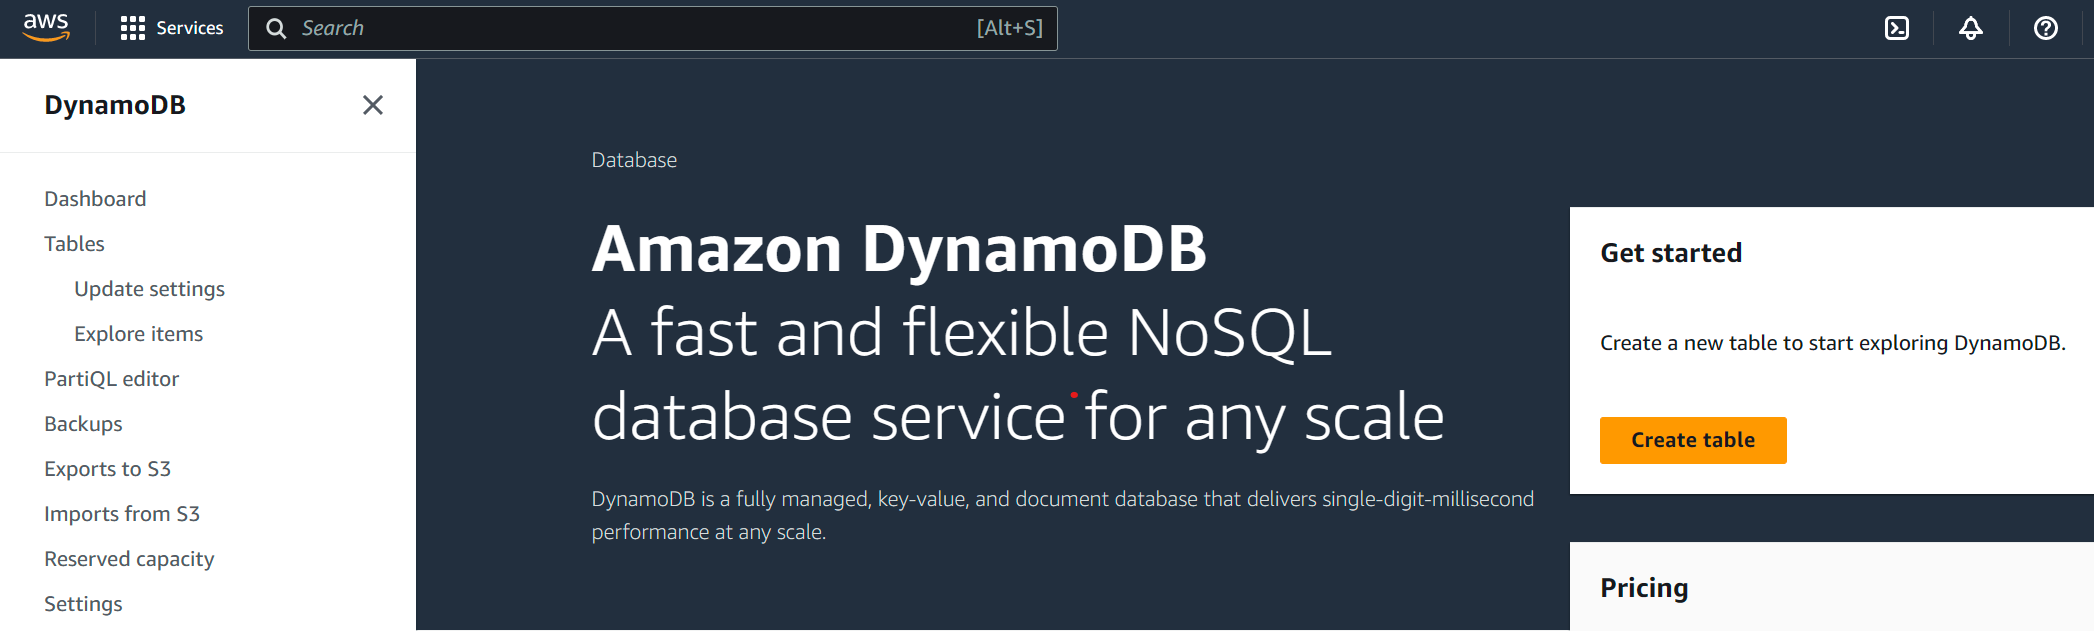 aws
Services
Search
[Alt+S]
DynamoDB
Dashboard
Tables
Update settings
Explore items
PartiQL editor
Backups
Exports to S3
Imports from S3
Reserved capacity
Settings
Database
Amazon DynamoDB
A fast and flexible NoSQL
database service for any scale
DynamoDB is a fully managed, key-value, and document database that delivers single-digit-millisecond
performance at any scale.
Get started
Create a new table to start exploring DynamoDB.
Create table
Pricing